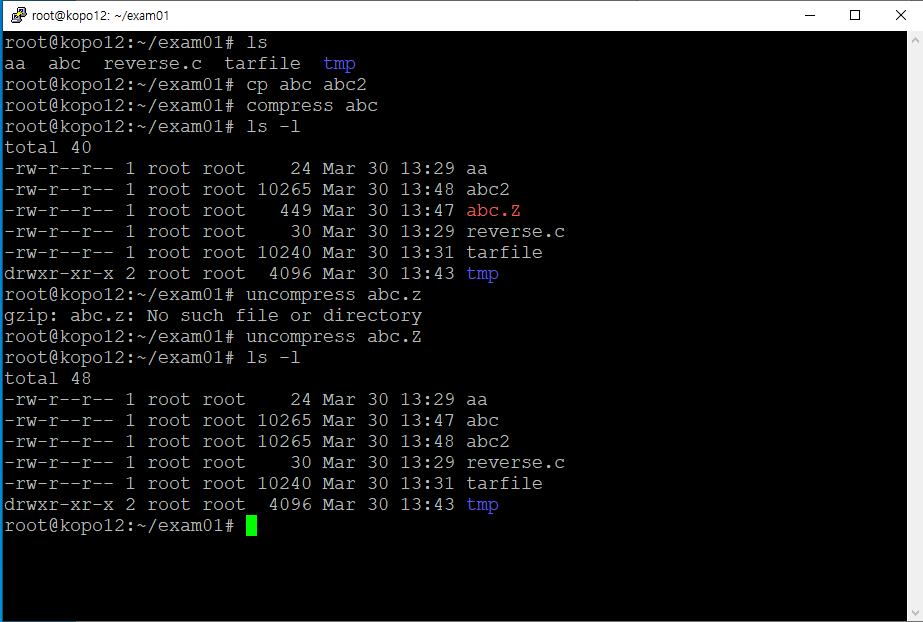 root@kopo12: ~/exam01
root@kopo12:~/exam01# ls
aa  abc  reverse.c  tarfile  tmp
root@kopo12:~/exam01# cp abc abc2
root@kopo12:~/exam01# compress abc
root@kopo12:~/exam01# ls -l
total 40
-rw-r--r-- 1 root root    24 Mar 30 13:29 aa
-rw-r--r-- 1 root root 10265 Mar 30 13:48 abc2
-rw-r--r-- 1 root root   449 Mar 30 13:47 abc.Z
-rw-r--r-- 1 root root    30 Mar 30 13:29 reverse.c
-rw-r--r-- 1 root root 10240 Mar 30 13:31 tarfile
drwxr-xr-x 2 root root  4096 Mar 30 13:43 tmp
root@kopo12:~/exam01# uncompress abc.z
gzip: abc.z: No such file or directory
root@kopo12:~/exam01# uncompress abc.Z
root@kopo12:~/exam01# ls -l
total 48
-rw-r--r-- 1 root root    24 Mar 30 13:29 aa
-rw-r--r-- 1 root root 10265 Mar 30 13:47 abc
-rw-r--r-- 1 root root 10265 Mar 30 13:48 abc2
-rw-r--r-- 1 root root    30 Mar 30 13:29 reverse.c
-rw-r--r-- 1 root root 10240 Mar 30 13:31 tarfile
drwxr-xr-x 2 root root  4096 Mar 30 13:43 tmp
root@kopo12:~/exam01#